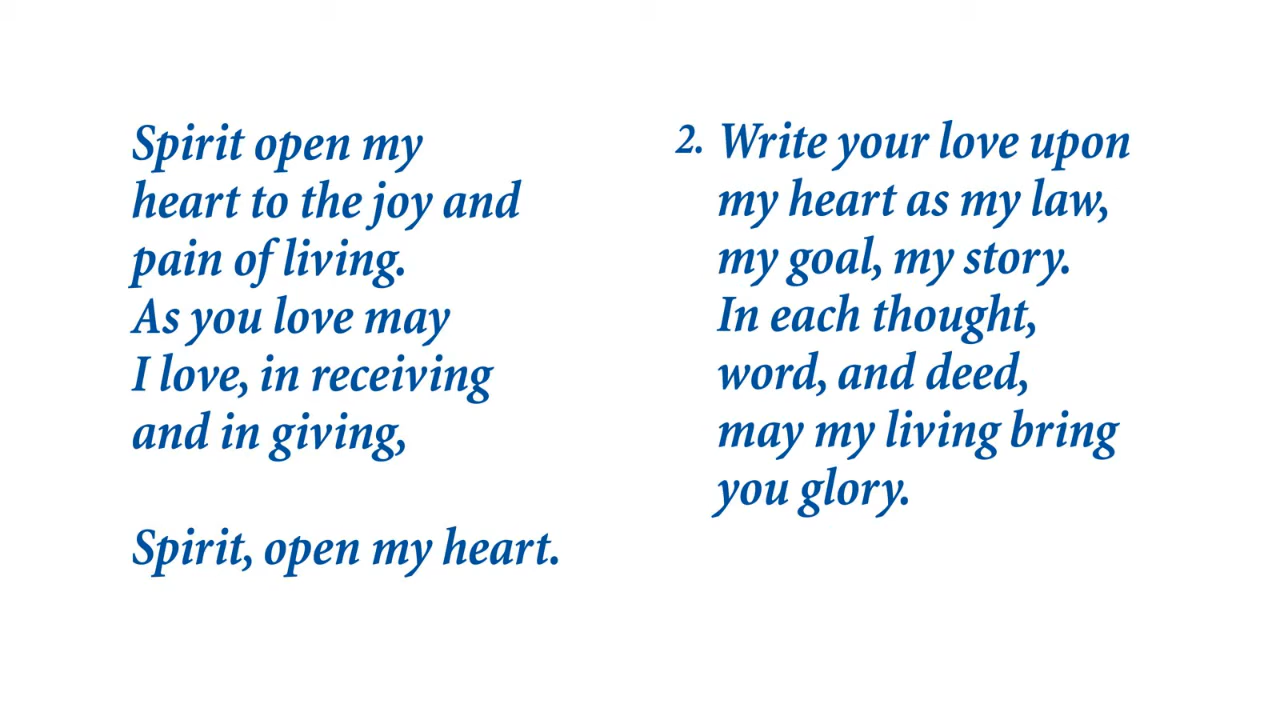 Spirit open my
heart to the joy and
pain of living.
As you love may
I love, in receiving
and in giving,
Spirit, open my heart.
2. Write your love upon
my heart as my law,
my goal, my story.
In each thought,
word, and deed,
may my living bring
you glory.